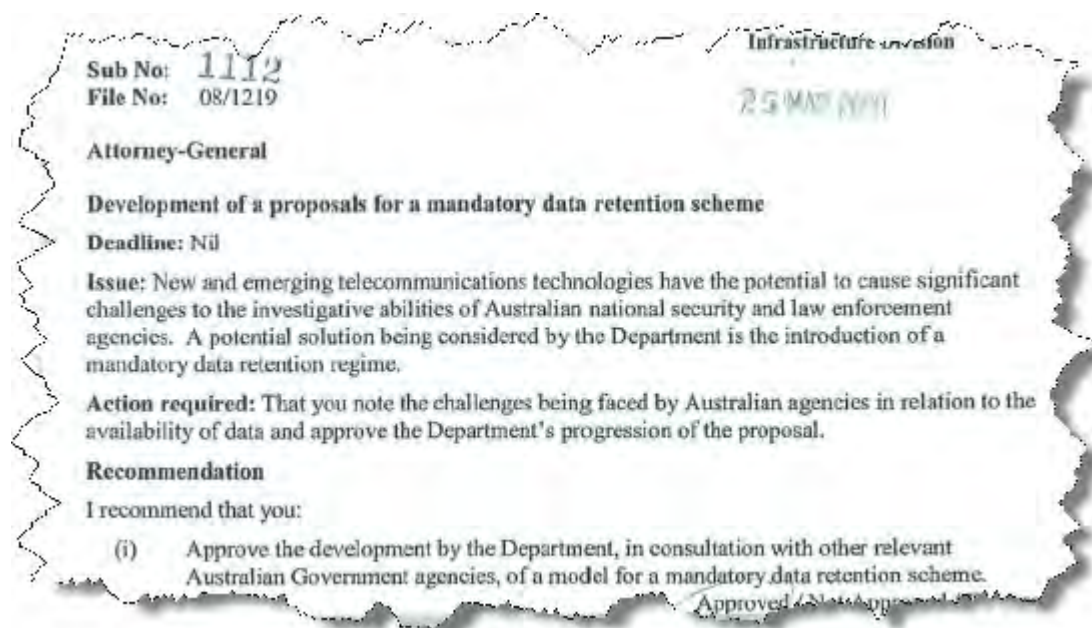 Infrastructure
Sub No: 1112
File No: 08/1219
Attorney-General
Development of a proposals for a mandatory data retention scheme
Deadline: Nil
Issue: New and emerging telecommunications technologies have the potential to cause significant
challenges to the investigative abilities of Australian national security and law enforcement
agencies. A potential solution being considered by the Department is the introduction of a
mandatory data retention regime.
Action required: That you note the challenges being faced by Australian agencies in relation to the
availability of data and approve the Department's progression of the proposal.
Recommendation
I recommend that you:
(i) Approve the development by the Department, in consultation with other relevant
Australian Government agencies, of a model for a mandatory data retention scheme.
Approved /